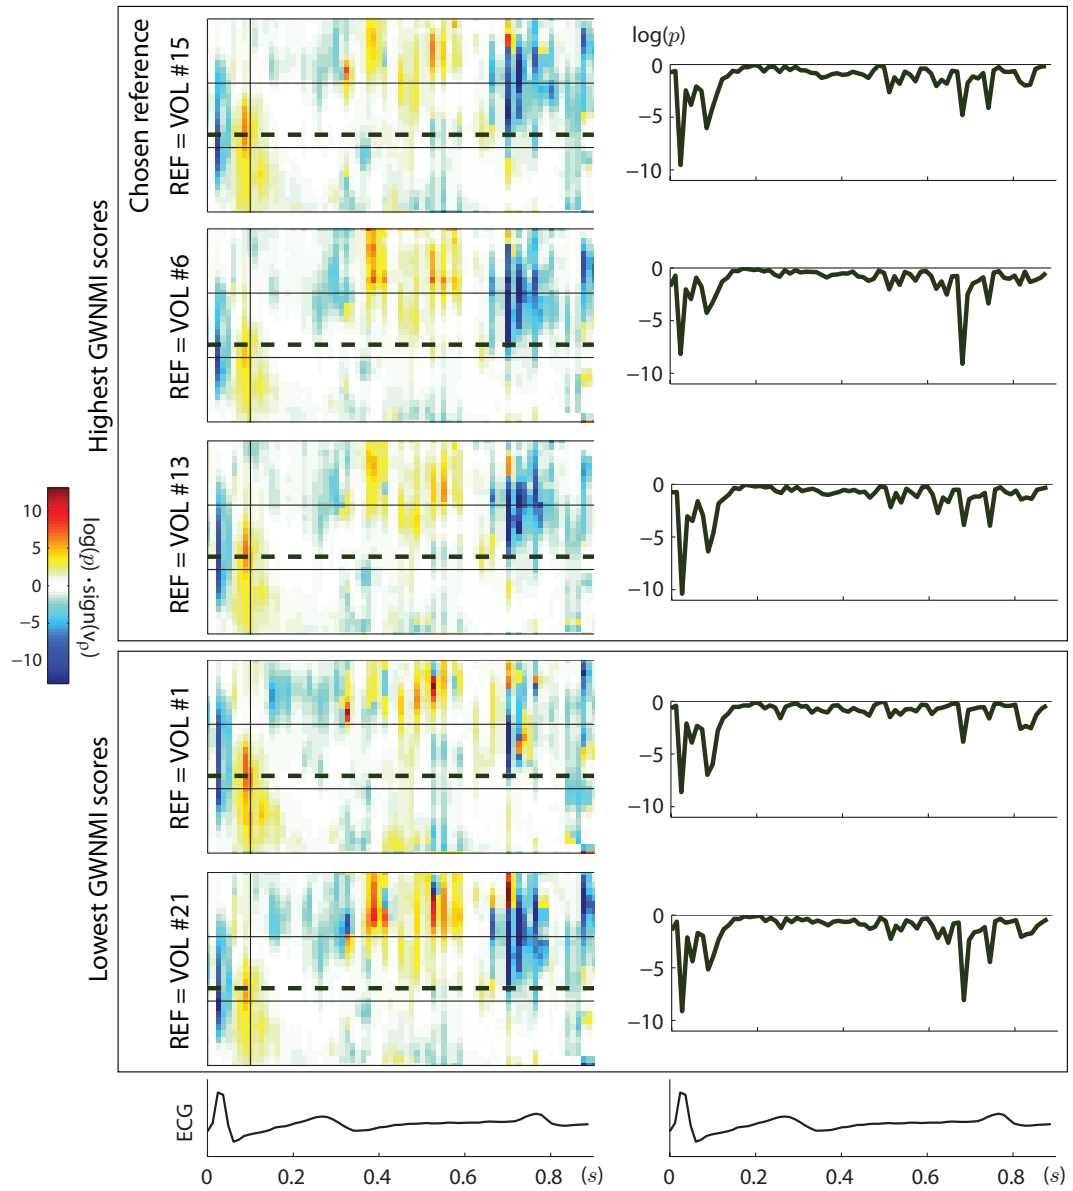 Highest GWNMI scores
Chosen reference
REF = VOL #15
log(p)
0
−5
−10
REF = VOL #6
0
−5
−10
REF = VOL #13
0
−5
−10
10
5
0
−5
−10
log(p) · sign(vp)
Lowest GWNMI scores
REF = VOL #1
0
−5
−10
REF = VOL #21
0
−5
−10
ECG
0 0.2 0.4 0.6 0.8 (s)
0 0.2 0.4 0.6 0.8 (s)